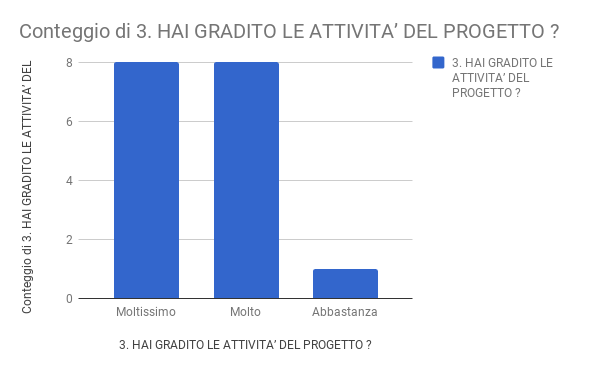 Conteggio di 3. HAI GRADITO LE ATTIVITA’ DEL PROGETTO ?
3. HAI GRADITO LE
ATTIVITA’ DEL
PROGETTO ?
Conteggio di 3. HAI GRADITO LE ATTIVITA’ DEL
8
6
4
2
0
Moltissimo
Molto
Abbastanza
3. HAI GRADITO LE ATTIVITA’ DEL PROGETTO ?